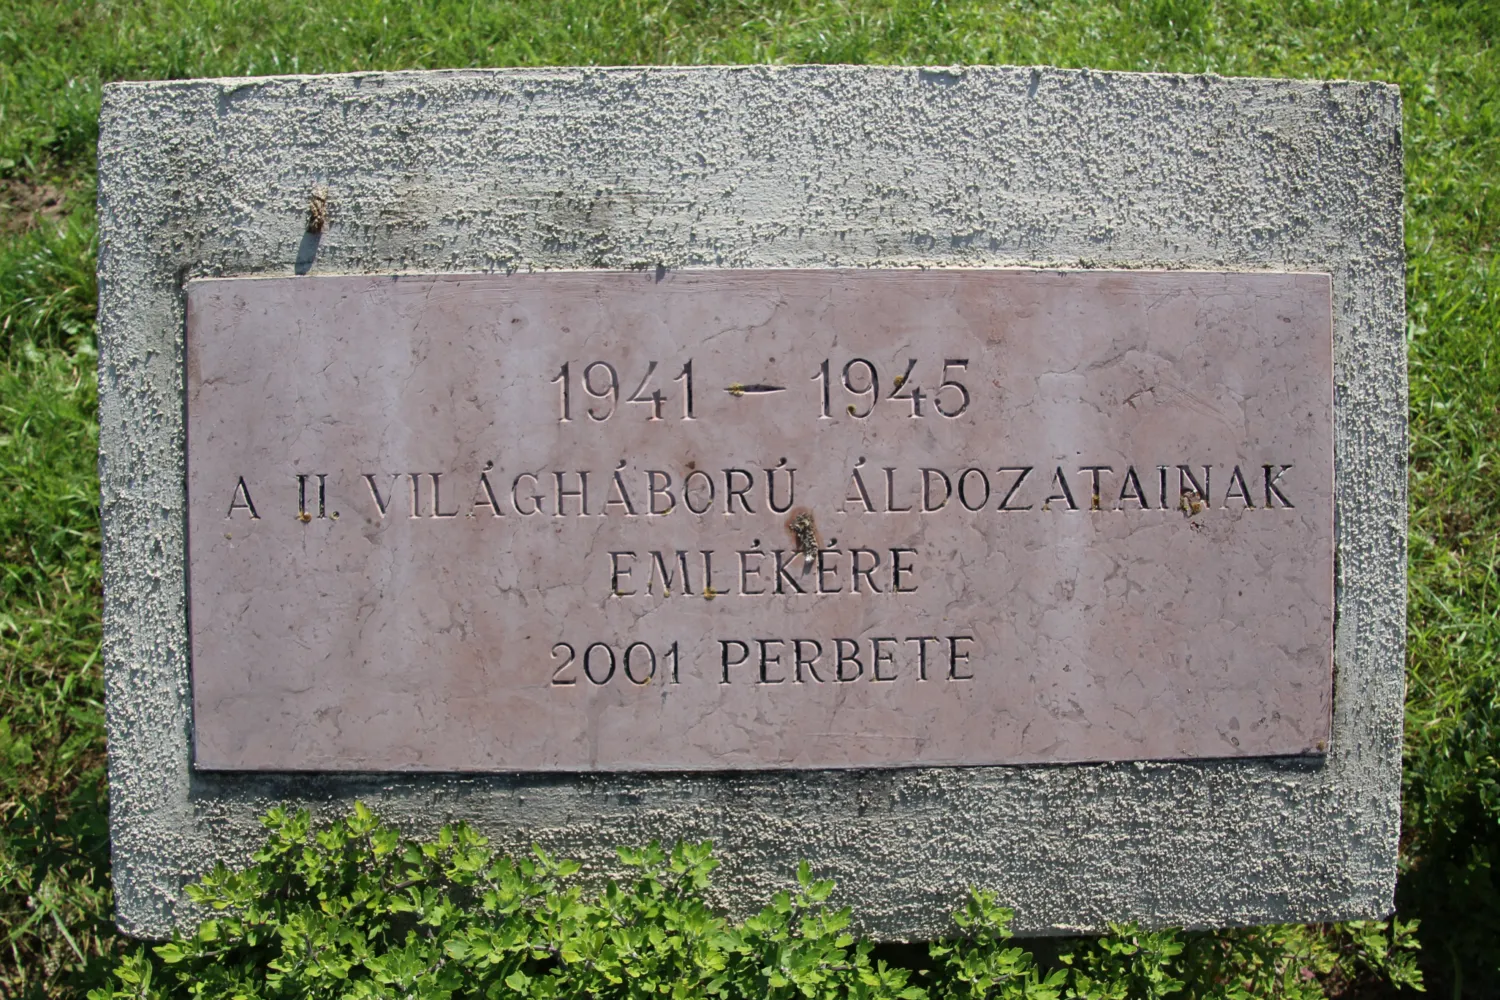 1941 – 1945
A II. VILÁGHÁBORÚ ÁLDOZATAINAK
EMLÉKÉRE
2001 PERBETE